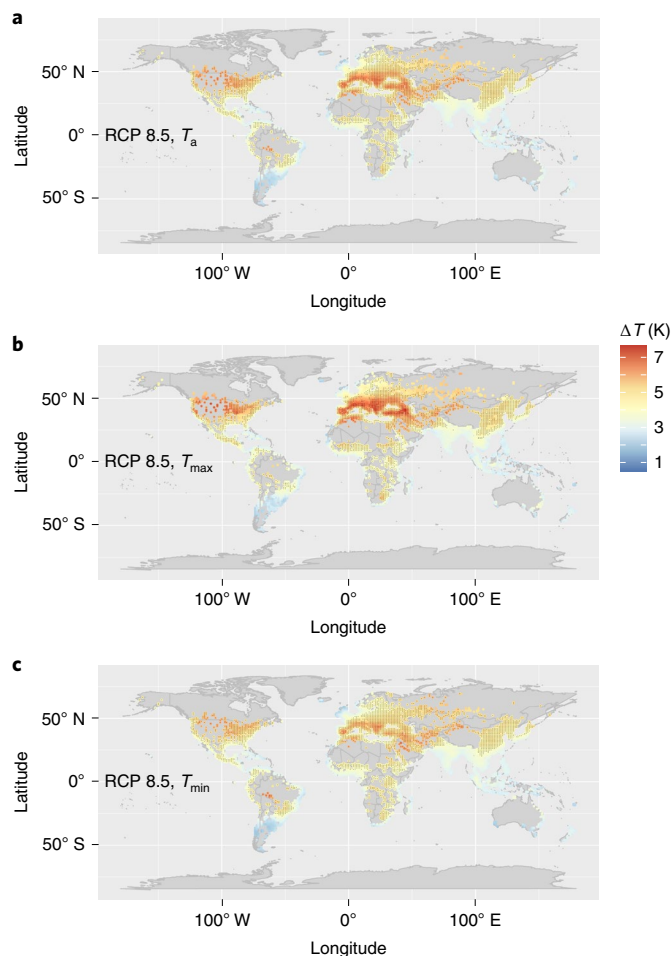 a
50° N
0°
50° S
Latitude
RCP 8.5, Ta
100° W 0° 100° E
Longitude
b
50° N
0°
50° S
Latitude
RCP 8.5, Tmax
100° W 0° 100° E
Longitude
ΔT (K)
7
5
3
1
c
50° N
0°
50° S
Latitude
RCP 8.5, Tmin
100° W 0° 100° E
Longitude